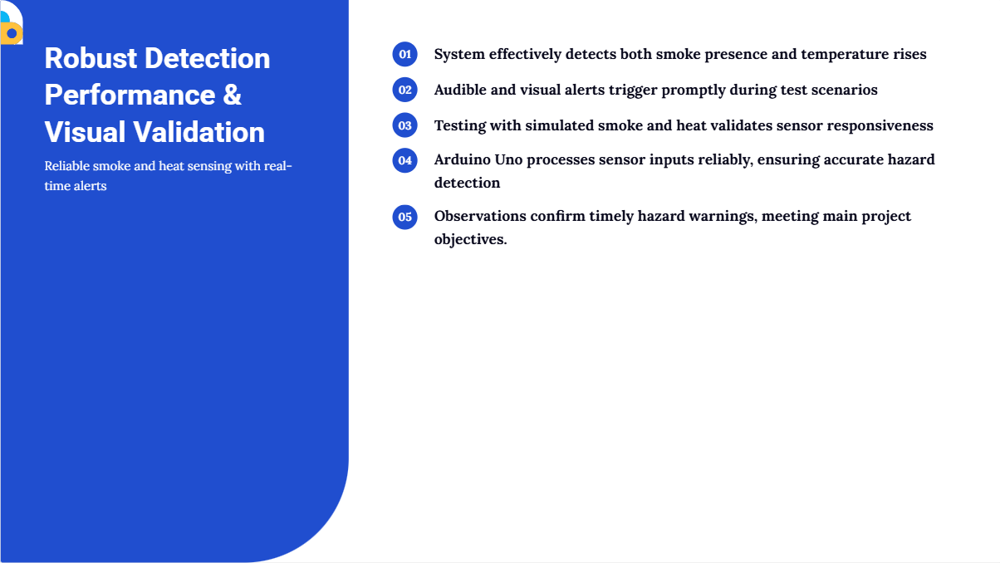 Robust Detection
Performance &
Visual Validation
Reliable smoke and heat sensing with real-
time alerts
01 System effectively detects both smoke presence and temperature rises
02 Audible and visual alerts trigger promptly during test scenarios
03 Testing with simulated smoke and heat validates sensor responsiveness
04 Arduino Uno processes sensor inputs reliably, ensuring accurate hazard
detection
05 Observations confirm timely hazard warnings, meeting main project
objectives.